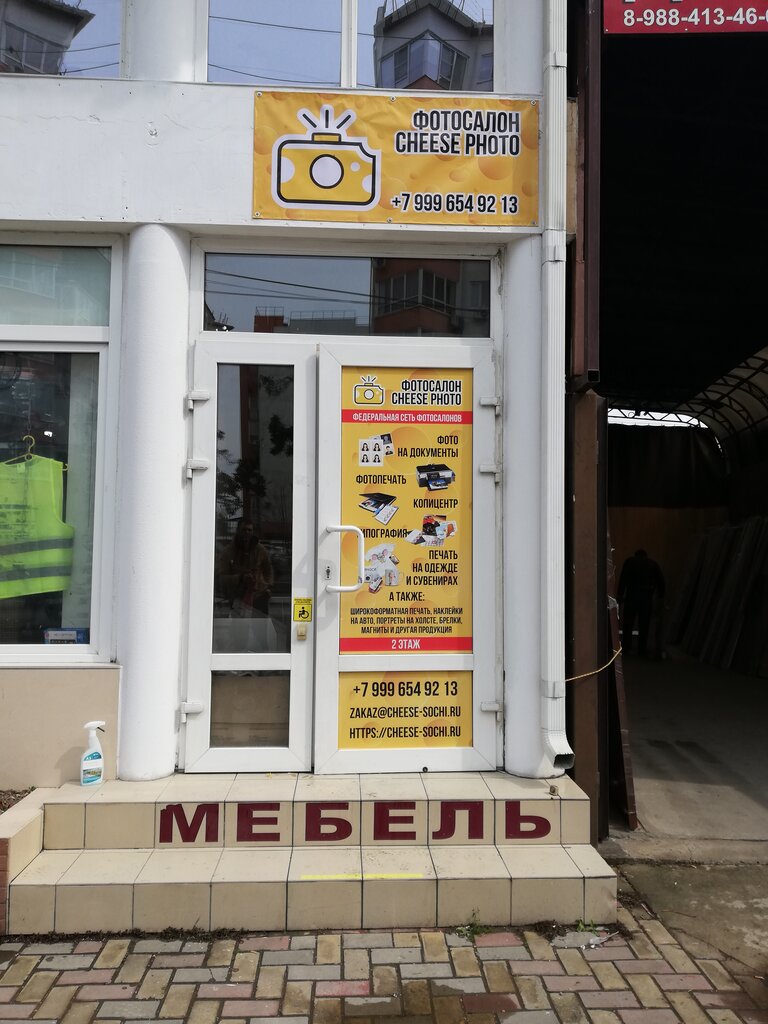 8-988-413-46-
ФОТОСАЛОН
CHEESE PHOTO
+7 999 654 92 13
ФОТОСАЛОН
CHEESE PHOTO
ФЕДЕРАЛЬНАЯ СЕТЬ ФОТОСАЛОНОВ
ФОТО
НА ДОКУМЕНТЫ
ФОТОПЕЧАТЬ
КОПИЦЕНТР
ИПОГРАФИЯ
ПЕЧАТЬ
НА ОДЕЖДЕ
И СУВЕНИРАХ
А ТАКЖЕ:
ШИРОКОФОРМАТНАЯ ПЕЧАТЬ, НАКЛЕЙКИ
НА АВТО, ПОРТРЕТЫ НА ХОЛСТЕ, БРЕЛКИ,
МАГНИТЫ И ДРУГАЯ ПРОДУКЦИЯ
2 ЭТАЖ
+7 999 654 92 13
ZAKAZ@CHEESE-SOCHI.RU
HTTPS://CHEESE-SOCHI.RU
МЕБЕЛЬ